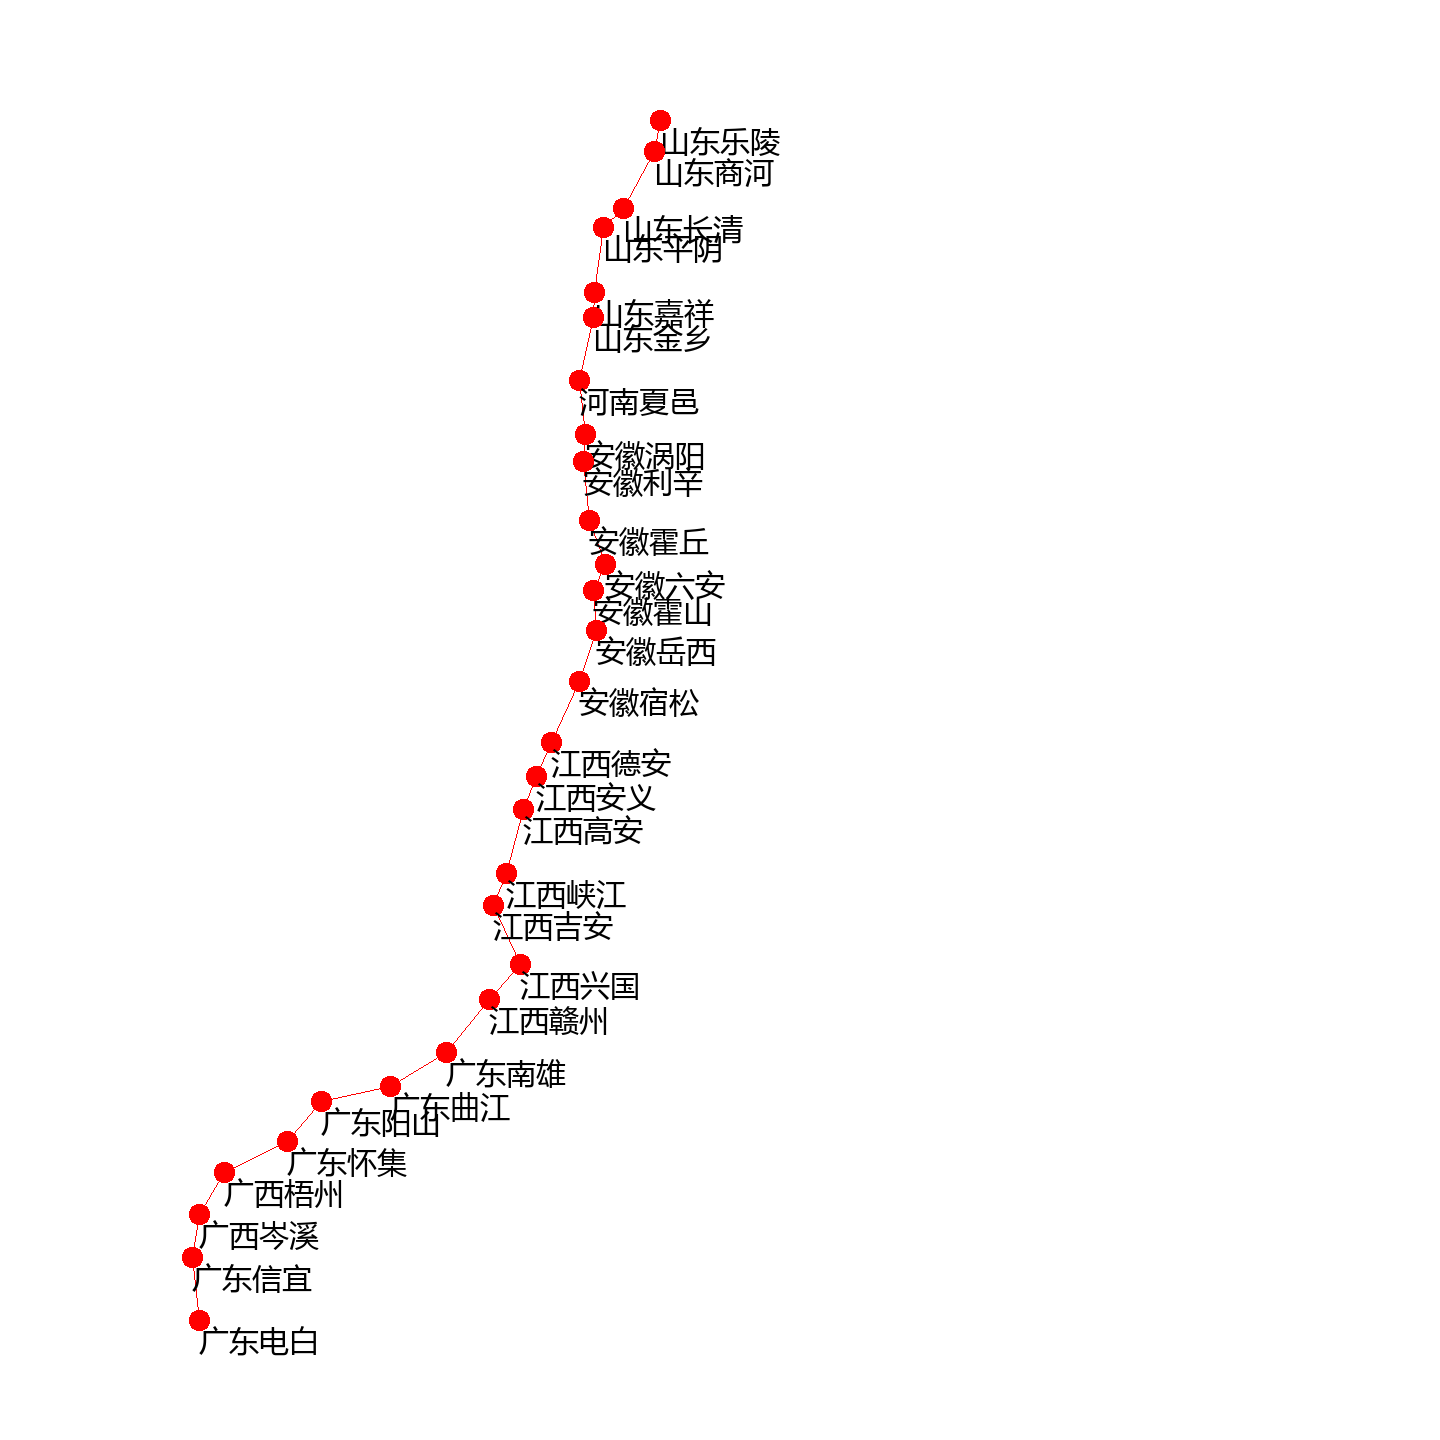 山东乐陵
山东商河
山东长清
山东平阴
山东嘉祥
山东金乡
河南夏邑
安徽涡阳
安徽利辛
安徽霍丘
安徽六安
安徽霍山
安徽岳西
安徽宿松
江西德安
江西安义
江西高安
江西峡江
江西吉安
江西兴国
江西赣州
广东南雄
广东曲江
广东阳山
广东怀集
广西梧州
广西岑溪
广东信宜
广东电白